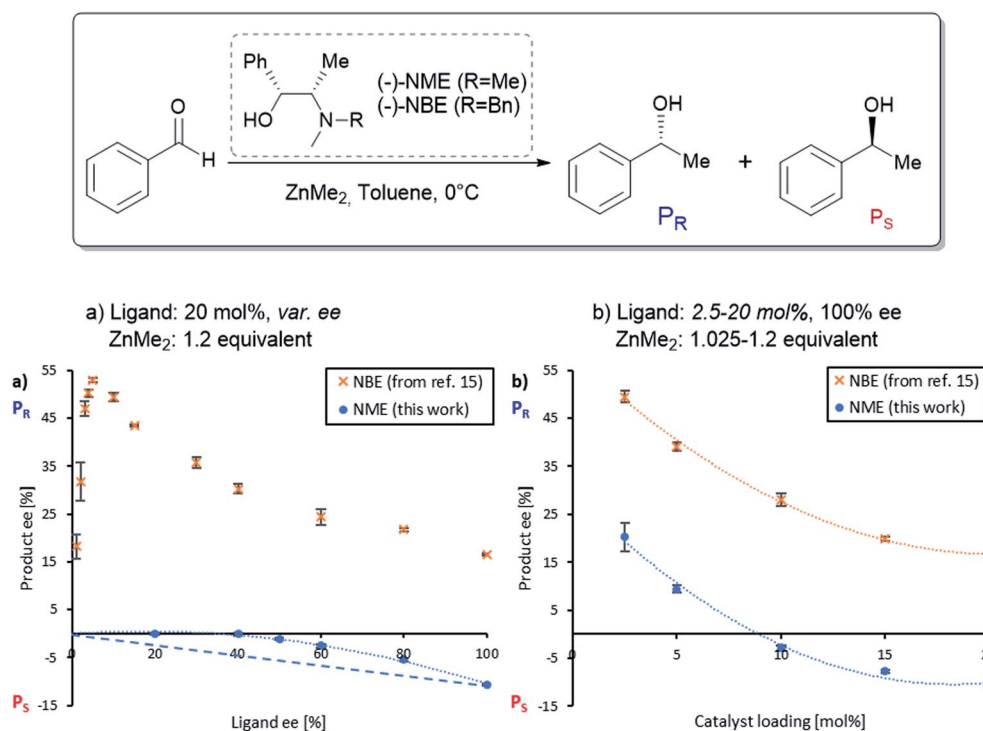 O
H
Ph
Me
HO
N
R
(-)-NME (R=Me)
(-)-NBE (R=Bn)
ZnMe2, Toluene, 0°C
OH
Me
PR
+
OH
Me
PS
a) Ligand: 20 mol%, var. ee
ZnMe2: 1.2 equivalent
b) Ligand: 2.5-20 mol%, 100% ee
ZnMe2: 1.025-1.2 equivalent
a)
PR
Product ee [%]
55
45
35
25
15
5
-5
-15
NBE (from ref. 15)
NME (this work)
0
20
40
60
80
100
PS
Ligand ee [%]
b)
PR
Product ee [%]
55
45
35
25
15
5
-5
-15
NBE (from ref. 15)
NME (this work)
0
5
10
15
PS
Catalyst loading [mol%]